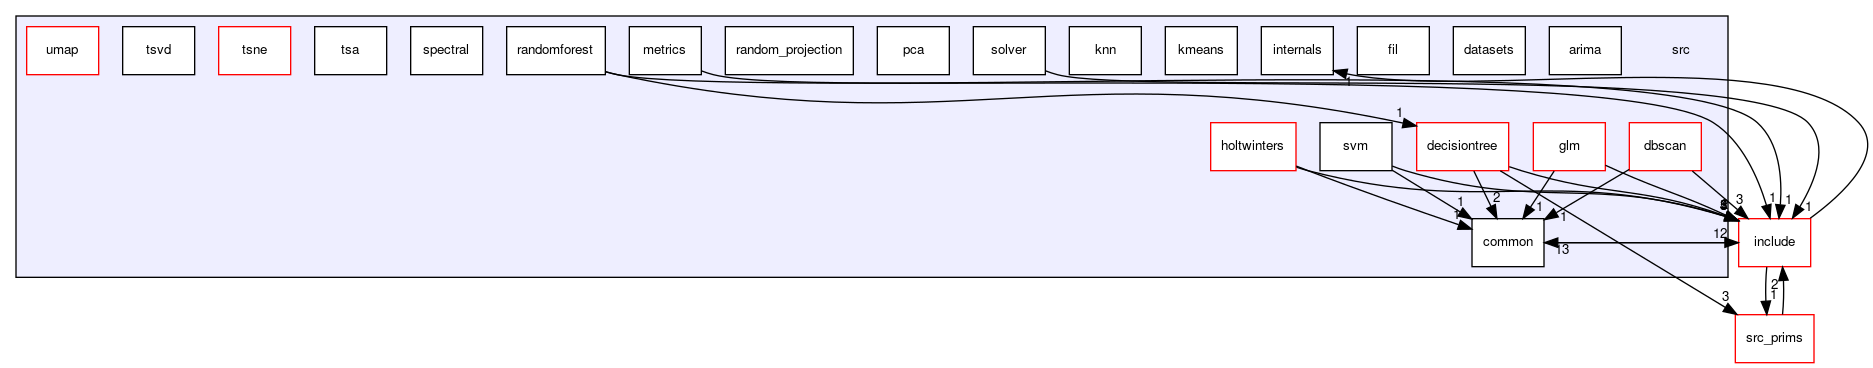 umap
tsvd
tsne
tsa
spectral
randomforest
metrics
random_projection
pca
solver
knn
kmeans
internals
fil
datasets
arima
src
1
1
holtwinters
svm
decisiontree
glm
dbscan
1
1
2
1
1
3
1
1
1
common
13
12
include
2
1
3
src_prims